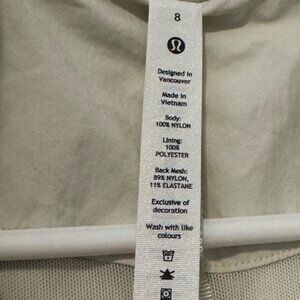 8
Designed in
Vancouver
Made in
Vietnam
Body:
100% NYLON
Lining:
100%
POLYESTER
Back Mesh:
89% NYLON,
11% ELASTANE
Exclusive of
decoration
Wash with like
colours